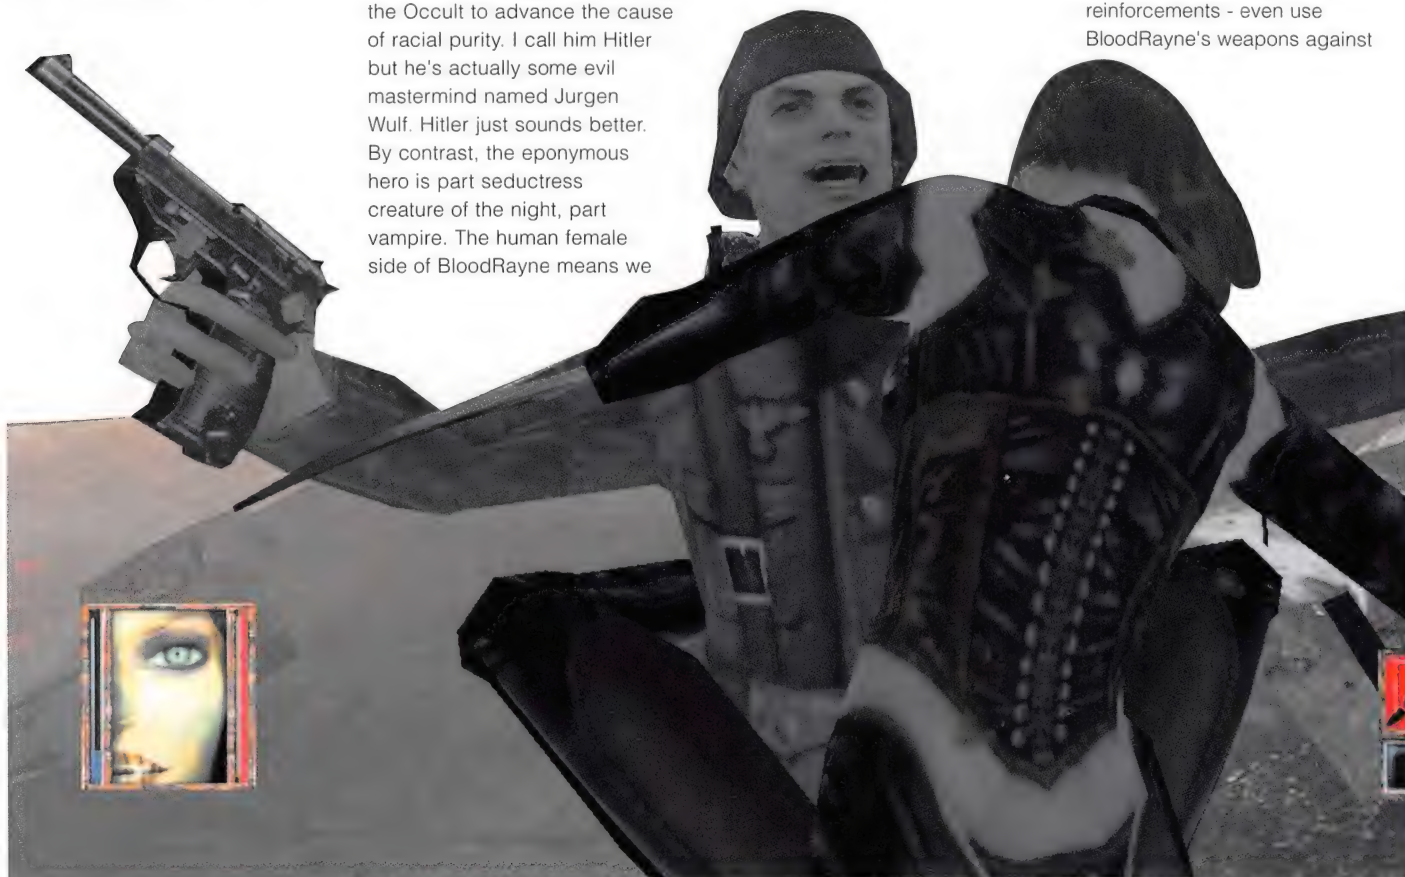 the Occult to advance the cause
of racial purity. I call him Hitler
but he's actually some evil
mastermind named Jurgen
Wulf. Hitler just sounds better.
By contrast, the eponymous
hero is part seductress
creature of the night, part
vampire. The human female
side of BloodRayne means we
reinforcements - even use
BloodRayne's weapons against